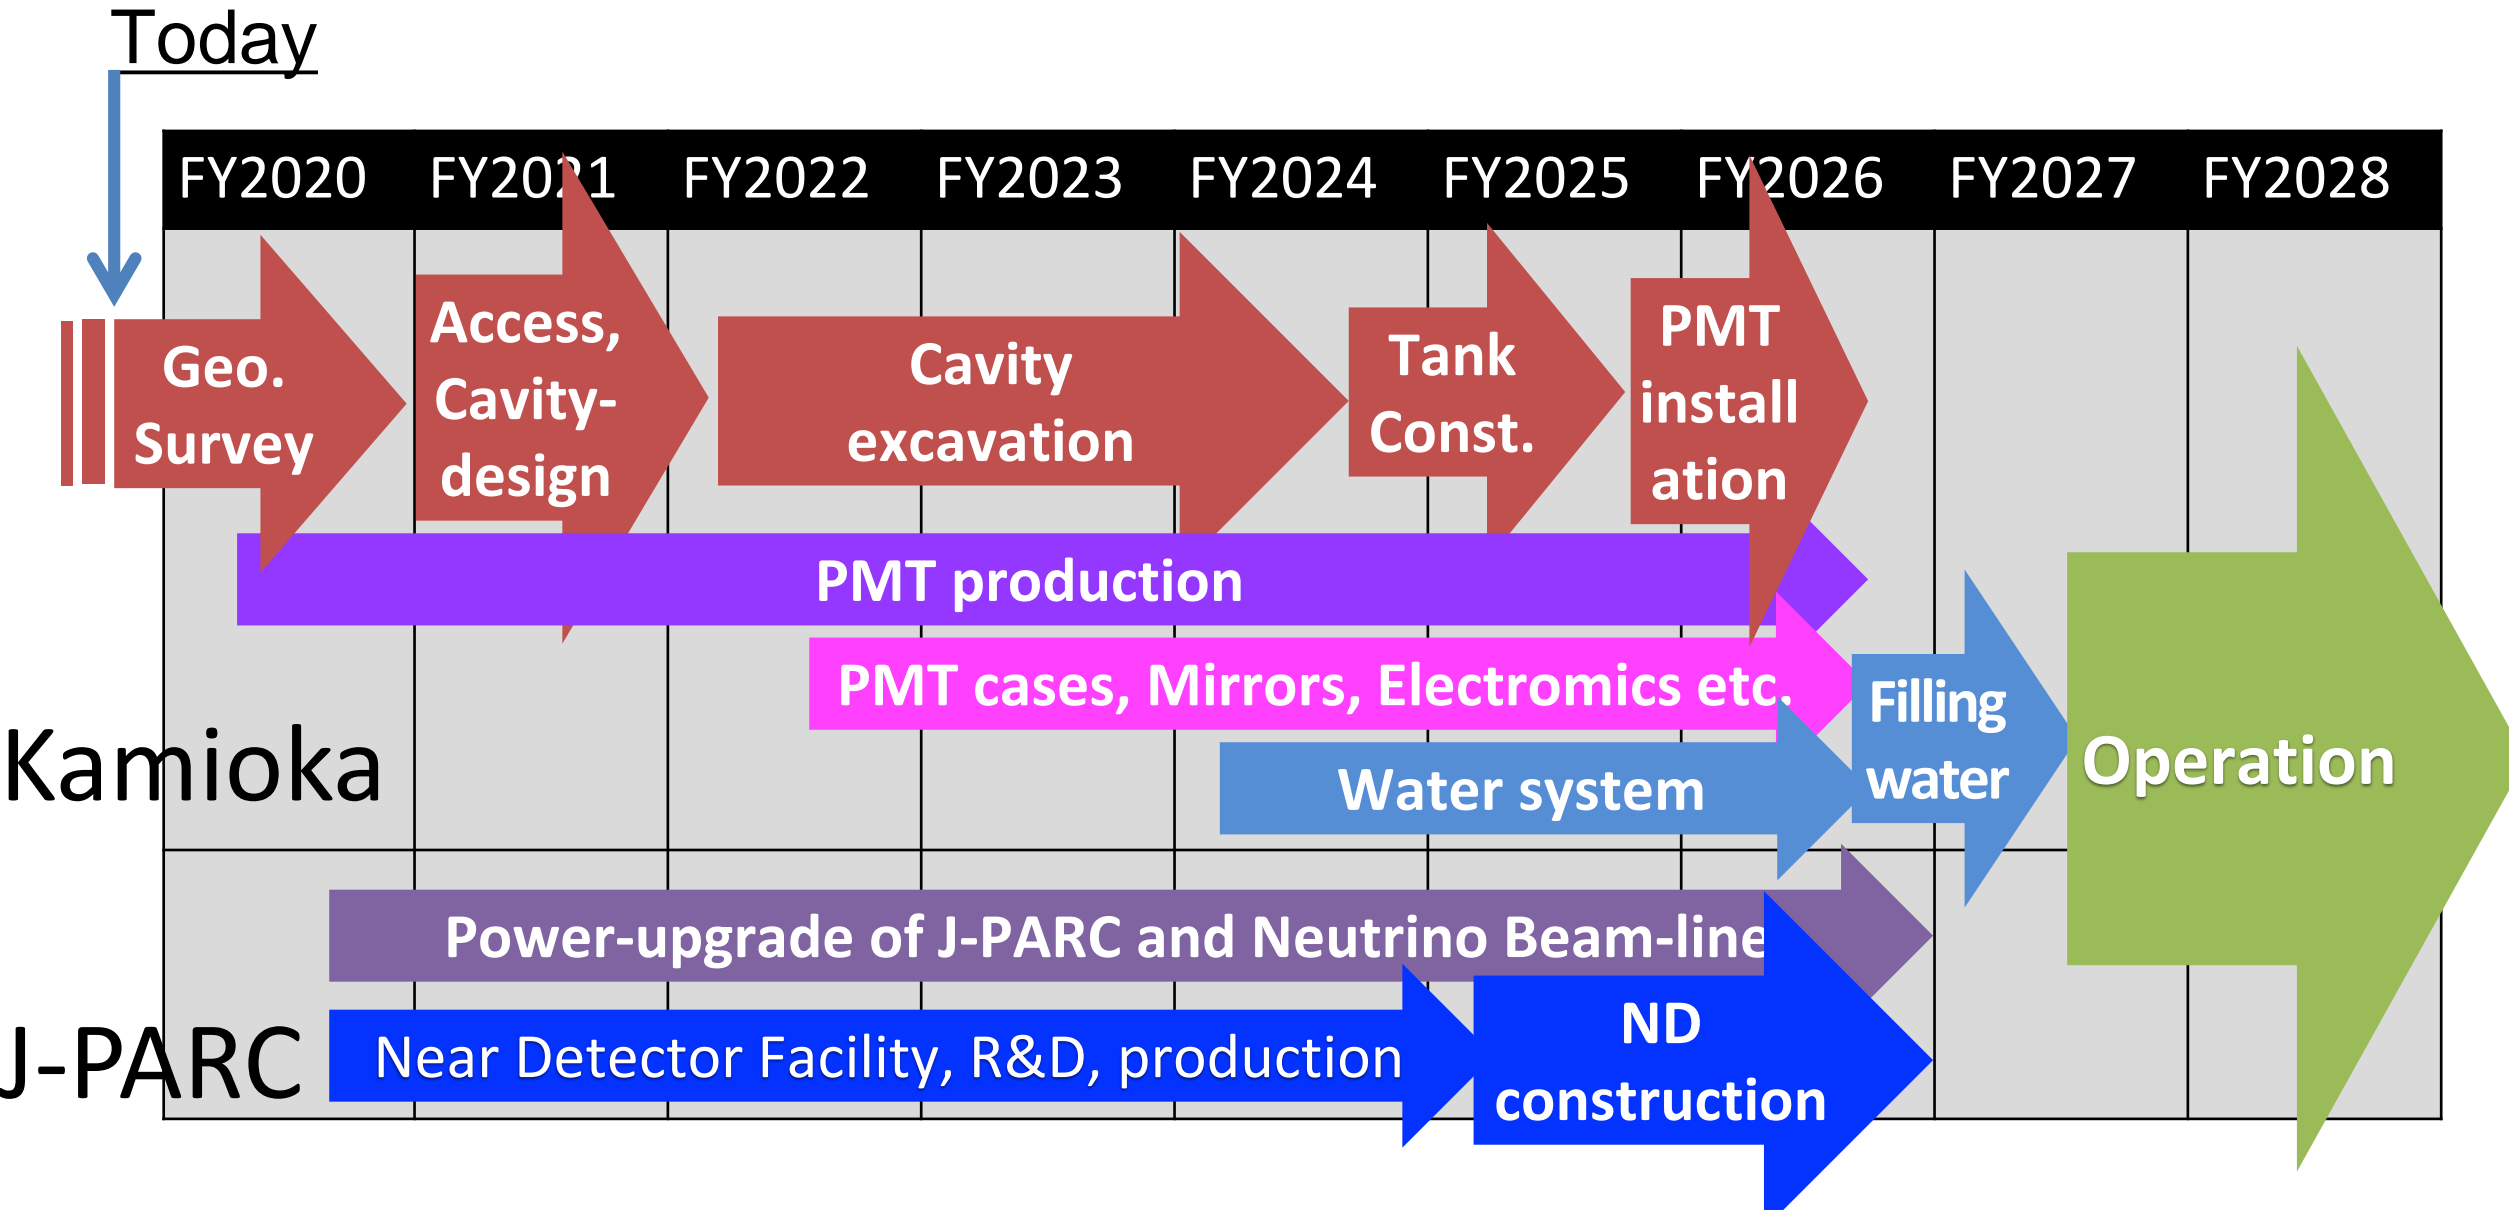 Today
FY2020 FY2021 FY2022 FY2023 FY2024 FY2025 FY2026 FY2027 FY2028
Geo.
Survey
Access,
Cavity-
design
Cavity
excavation
Tank
Const.
PMT
install
ation
PMT production
PMT cases, Mirrors, Electromics etc.
Kamioka
Water system
Filling
water
Operation
Power-upgrade of J-PARC and Neutrino Beam-line
J-PARC
Near Detector Facility, R&D, production
ND
construction